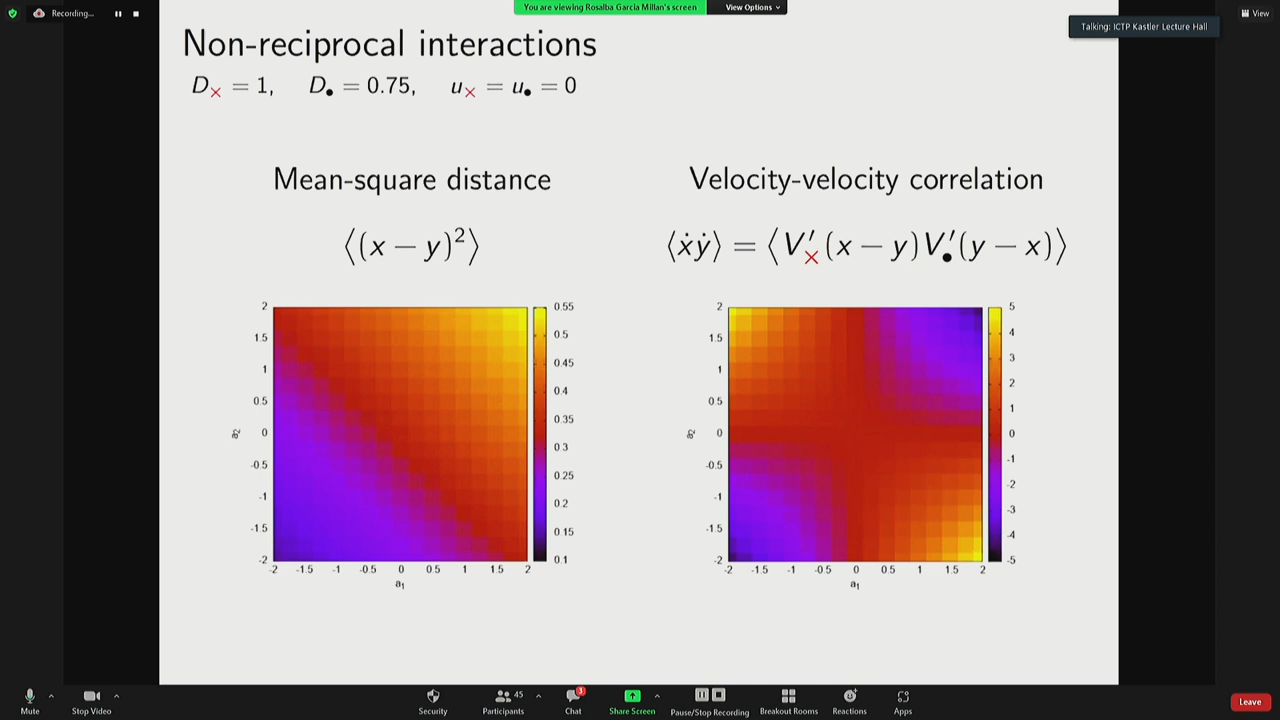 Recording...
You are viewing Rosalba Garcia Millan's screen
View Options
View
Talking: ICTP Kastler Lecture Hall
Non-reciprocal interactions
D× = 1, D• = 0.75, u× = u• = 0
Mean-square distance
Velocity-velocity correlation
⟨(x − y)²⟩
⟨ẋẏ⟩ = ⟨V′×(x − y)V′•(y − x)⟩
2
1.5
1
0.5
0
-0.5
-1
-1.5
-2
a2
-2 -1.5 -1 -0.5 0 0.5 1 1.5 2
a1
0.55
0.5
0.45
0.4
0.35
0.3
0.25
0.2
0.15
0.1
2
1.5
1
0.5
0
-0.5
-1
-1.5
-2
a2
-2 -1.5 -1 -0.5 0 0.5 1 1.5 2
a1
5
4
3
2
1
0
-1
-2
-3
-4
-5
Mute
Stop Video
Security
45
Participants
3
Chat
Share Screen
Pause/Stop Recording
Breakout Rooms
Reactions
Apps
Leave